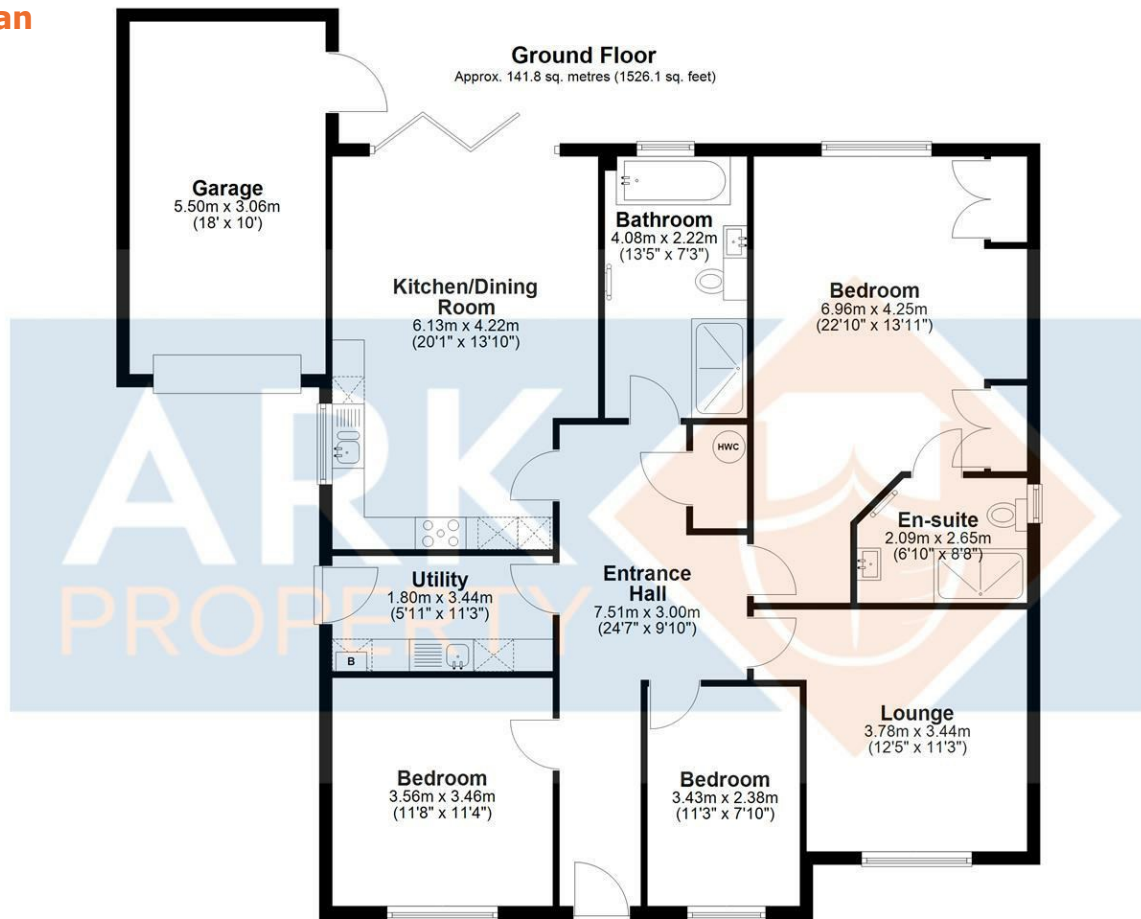 an
Ground Floor
Approx. 141.8 sq. metres (1526.1 sq. feet)
Garage
5.50m x 3.06m
(18' x 10')
Kitchen/Dining
Room
6.13m x 4.22m
(20'1" x 13'10")
Bathroom
4.08m x 2.22m
(13'5" x 7'3")
Bedroom
6.96m x 4.25m
(22'10" x 13'11")
HWC
En-suite
2.09m x 2.65m
(6'10" x 8'8")
Utility
1.80m x 3.44m
(5'11" x 11'3")
B
Entrance
Hall
7.51m x 3.00m
(24'7" x 9'10")
Lounge
3.78m x 3.44m
(12'5" x 11'3")
Bedroom
3.56m x 3.46m
(11'8" x 11'4")
Bedroom
3.43m x 2.38m
(11'3" x 7'10")
ARK
PROPERTY